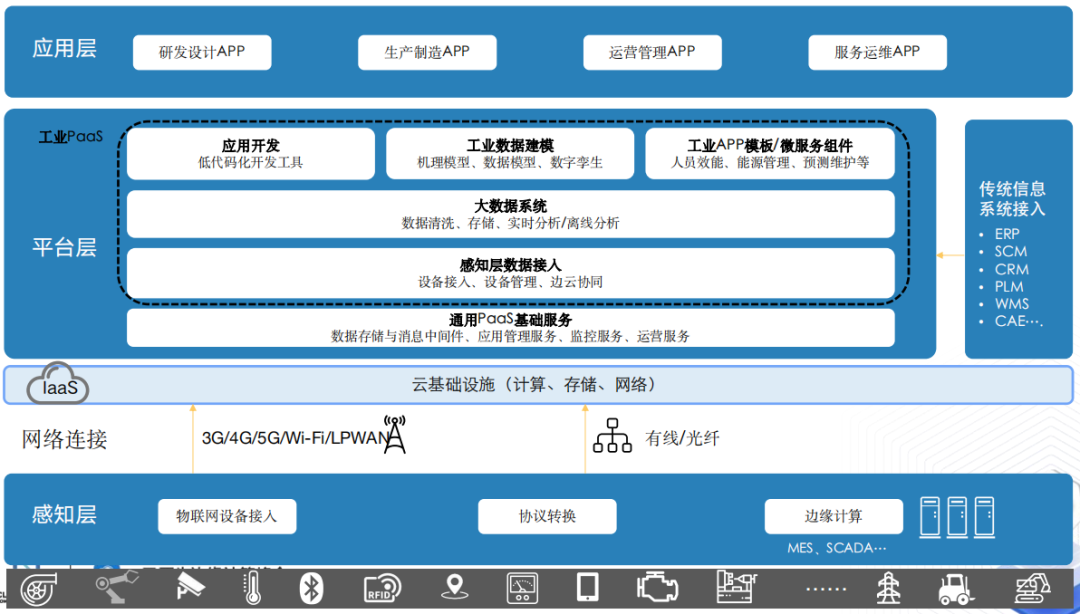 应用层
研发设计APP
生产制造APP
运营管理APP
服务运维APP
工业PaaS
应用开发
低代码化开发工具
工业数据建模
机理模型、数据模型、数字孪生
工业APP模板/微服务组件
人员效能、能源管理、预测维护等
平台层
大数据系统
数据清洗、存储、实时分析/离线分析
感知层数据接入
设备接入、设备管理、边云协同
通用PaaS基础服务
数据存储与消息中间件、应用管理服务、监控服务、运营服务
传统信息
系统接入
• ERP
• SCM
• CRM
• PLM
• WMS
• CAE….
IaaS
云基础设施（计算、存储、网络）
网络连接
3G/4G/5G/Wi-Fi/LPWAN
有线/光纤
感知层
物联网设备接入
协议转换
边缘计算
MES、SCADA…
RFID
……